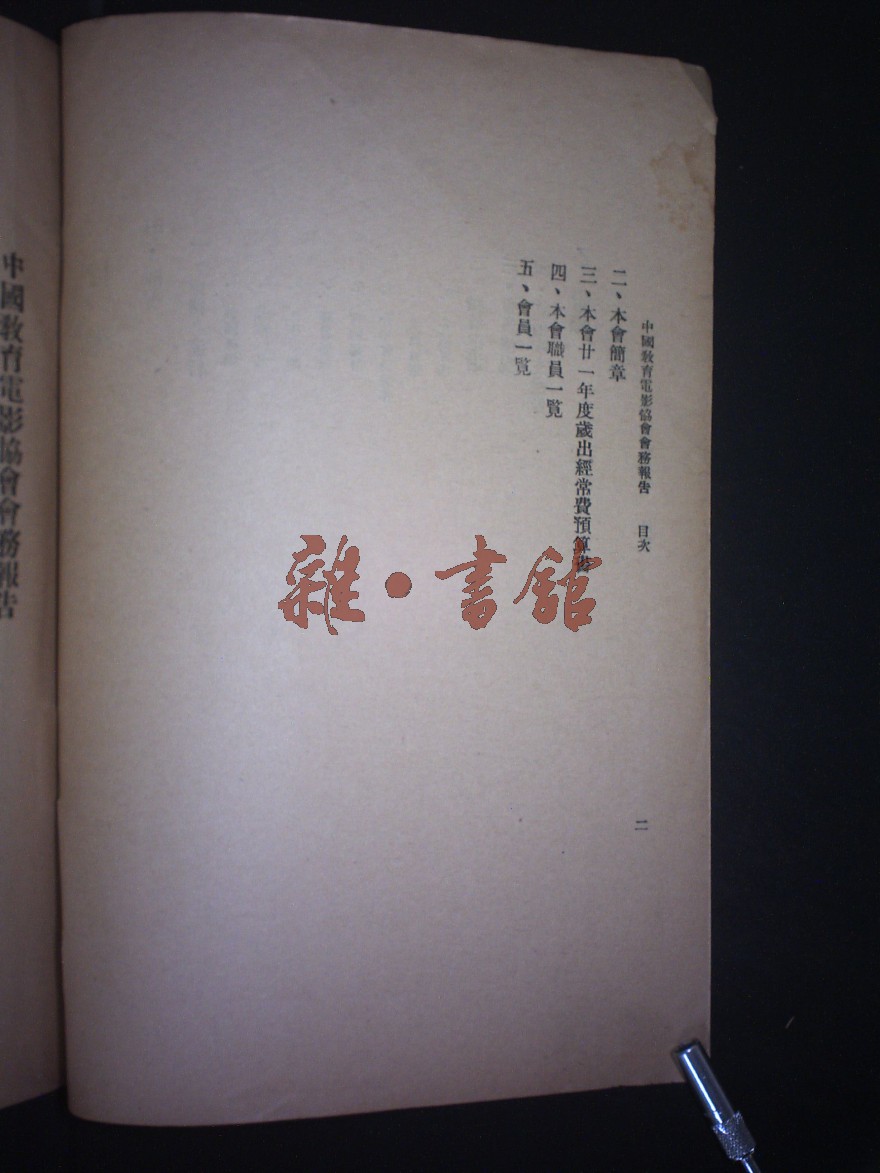 中國教育電影協會會務報告　目次
二
二、本會簡章
三、本會廿一年度歲出經常費預算書
四、本會職員一覽
五、會員一覽
雜·書館
中國教育電影協會會務報告